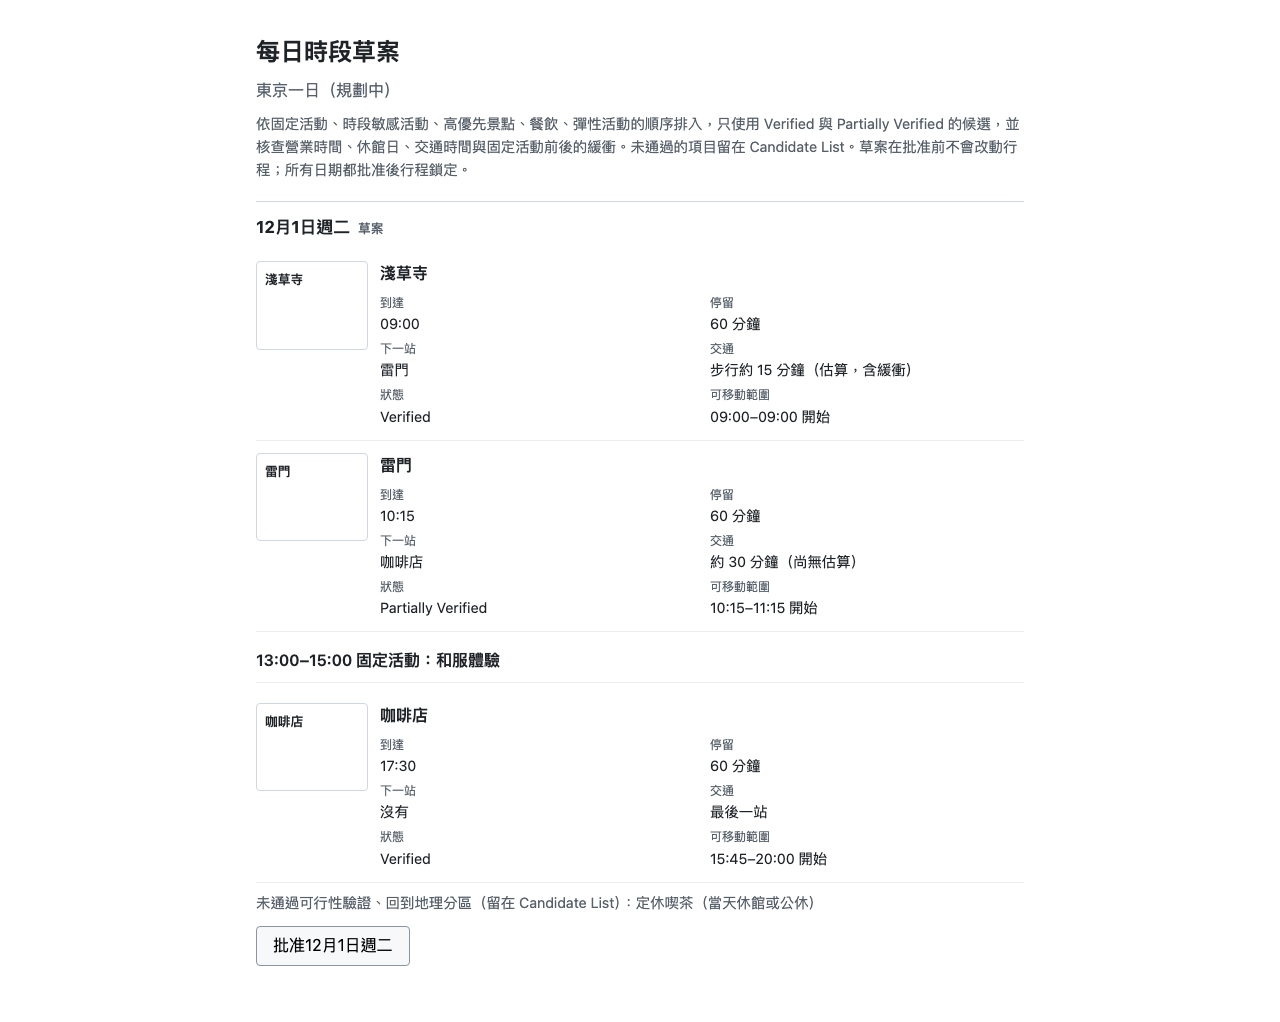 每日時段草案
東京一日（規劃中）
依固定活動、時段敏感活動、高優先景點、餐飲、彈性活動的順序排入，只使用 Verified 與 Partially Verified 的候選，並
核查營業時間、休館日、交通時間與固定活動前後的緩衝。未通過的項目留在 Candidate List。草案在批准前不會改動行
程；所有日期都批准後行程鎖定。
12月1日週二 草案
淺草寺
淺草寺
到達
09:00
停留
60 分鐘
下一站
雷門
交通
步行約 15 分鐘（估算，含緩衝）
狀態
Verified
可移動範圍
09:00–09:00 開始
雷門
雷門
到達
10:15
停留
60 分鐘
下一站
咖啡店
交通
約 30 分鐘（尚無估算）
狀態
Partially Verified
可移動範圍
10:15–11:15 開始
13:00–15:00 固定活動：和服體驗
咖啡店
咖啡店
到達
17:30
停留
60 分鐘
下一站
沒有
交通
最後一站
狀態
Verified
可移動範圍
15:45–20:00 開始
未通過可行性驗證、回到地理分區（留在 Candidate List）：定休喫茶（當天休館或公休）
批准12月1日週二